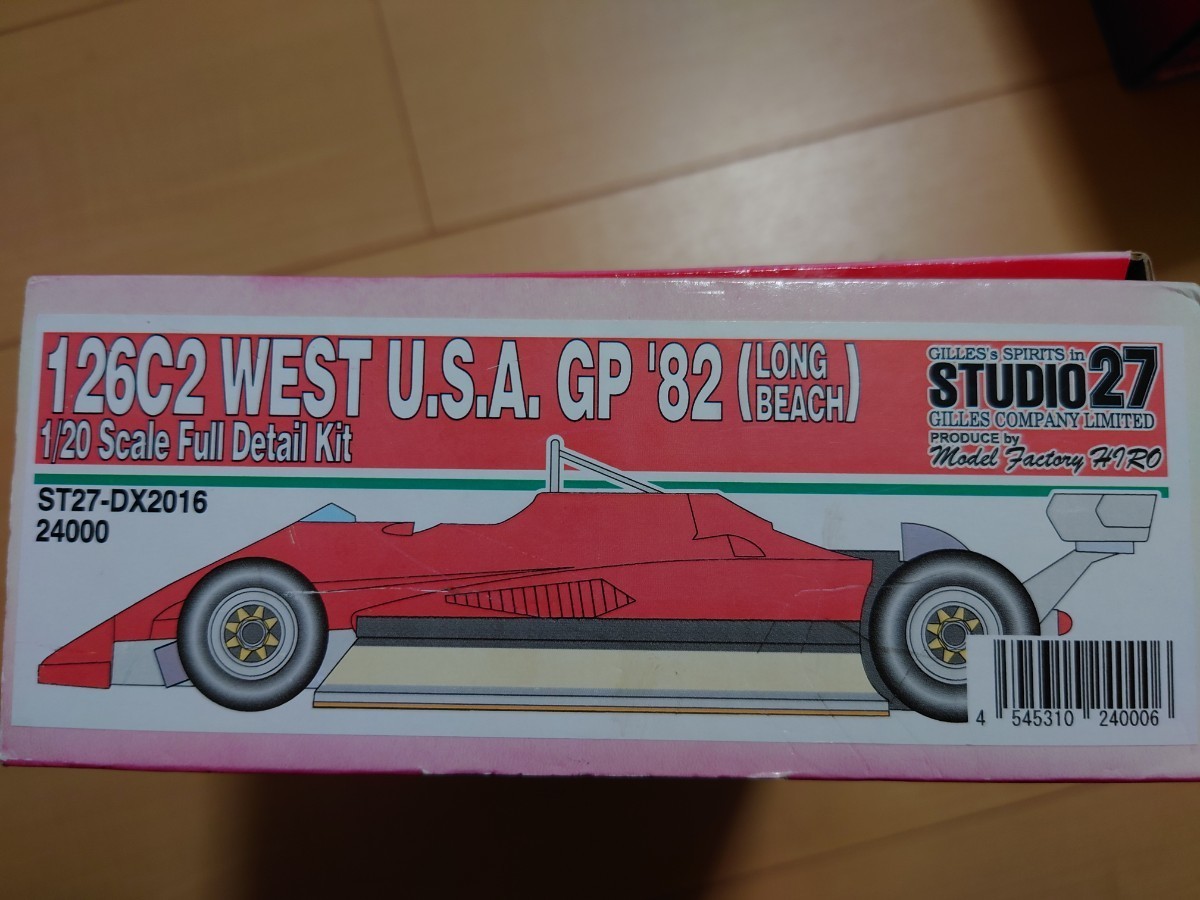 126C2 WEST U.S.A. GP '82 (LONG BEACH)
1/20 Scale Full Detail Kit
GILLES's SPIRITS in
STUDIO27
GILLES COMPANY LIMITED
PRODUCE by
Model Factory HIRO
ST27-DX2016
24000
4 545310 240006